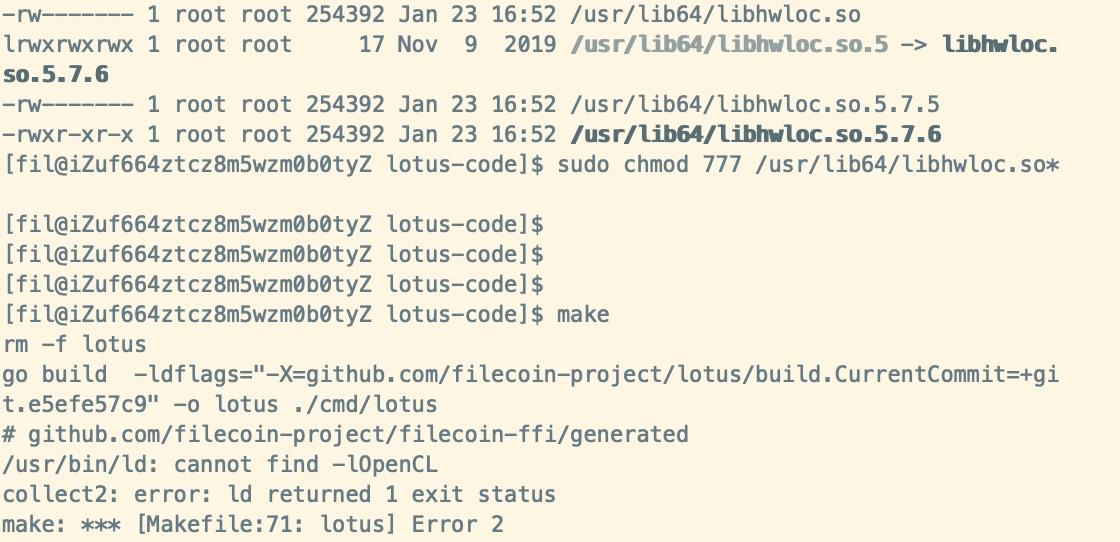 -rw------- 1 root root 254392 Jan 23 16:52 /usr/lib64/libhwloc.so
lrwxrwxrwx 1 root root     17 Nov  9  2019 /usr/lib64/libhwloc.so.5 -> libhwloc.
so.5.7.6
-rw------- 1 root root 254392 Jan 23 16:52 /usr/lib64/libhwloc.so.5.7.5
-rwxr-xr-x 1 root root 254392 Jan 23 16:52 /usr/lib64/libhwloc.so.5.7.6
[fil@iZuf664ztcz8m5wzm0b0tyZ lotus-code]$ sudo chmod 777 /usr/lib64/libhwloc.so*
[fil@iZuf664ztcz8m5wzm0b0tyZ lotus-code]$
[fil@iZuf664ztcz8m5wzm0b0tyZ lotus-code]$
[fil@iZuf664ztcz8m5wzm0b0tyZ lotus-code]$
[fil@iZuf664ztcz8m5wzm0b0tyZ lotus-code]$ make
rm -f lotus
go build  -ldflags="-X=github.com/filecoin-project/lotus/build.CurrentCommit=+gi
t.e5efe57c9" -o lotus ./cmd/lotus
# github.com/filecoin-project/filecoin-ffi/generated
/usr/bin/ld: cannot find -lOpenCL
collect2: error: ld returned 1 exit status
make: *** [Makefile:71: lotus] Error 2